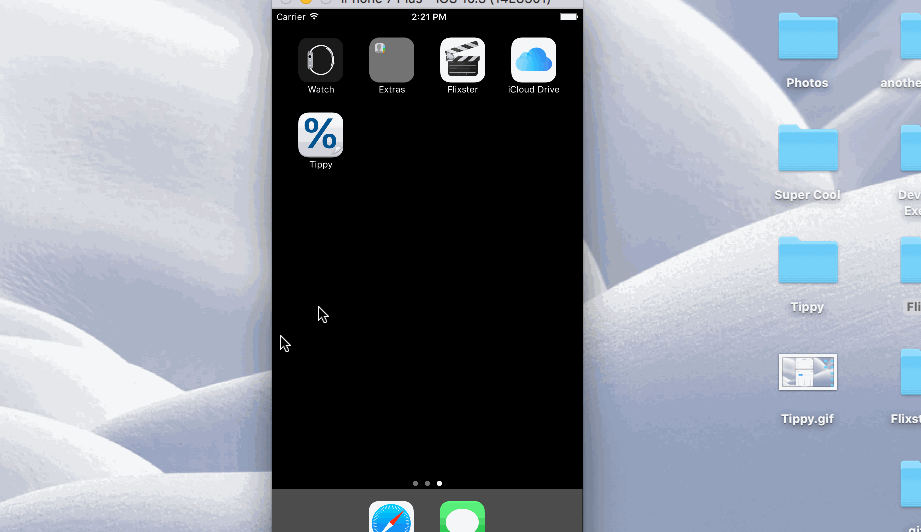 Carrier 2:21 PM
Watch Extras Flixster iCloud Drive
%
Tippy
Photos
Super Cool
Tippy
Tippy.gif